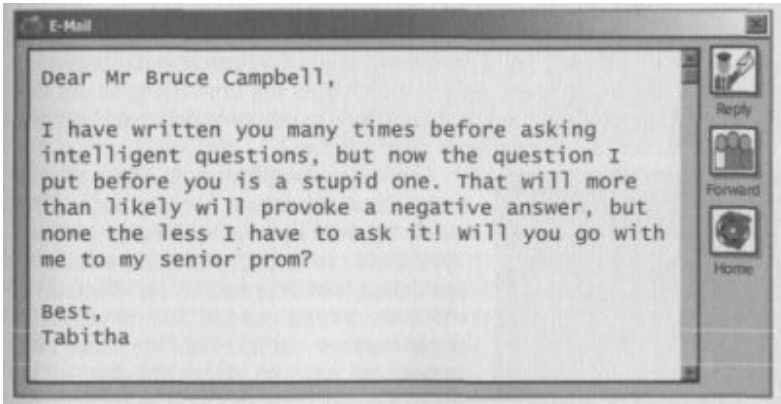 E-Mail
Dear Mr Bruce Campbell,
I have written you many times before asking
intelligent questions, but now the question I
put before you is a stupid one. That will more
than likely will provoke a negative answer, but
none the less I have to ask it! Will you go with
me to my senior prom?
Best,
Tabitha
Reply
Forward
Home